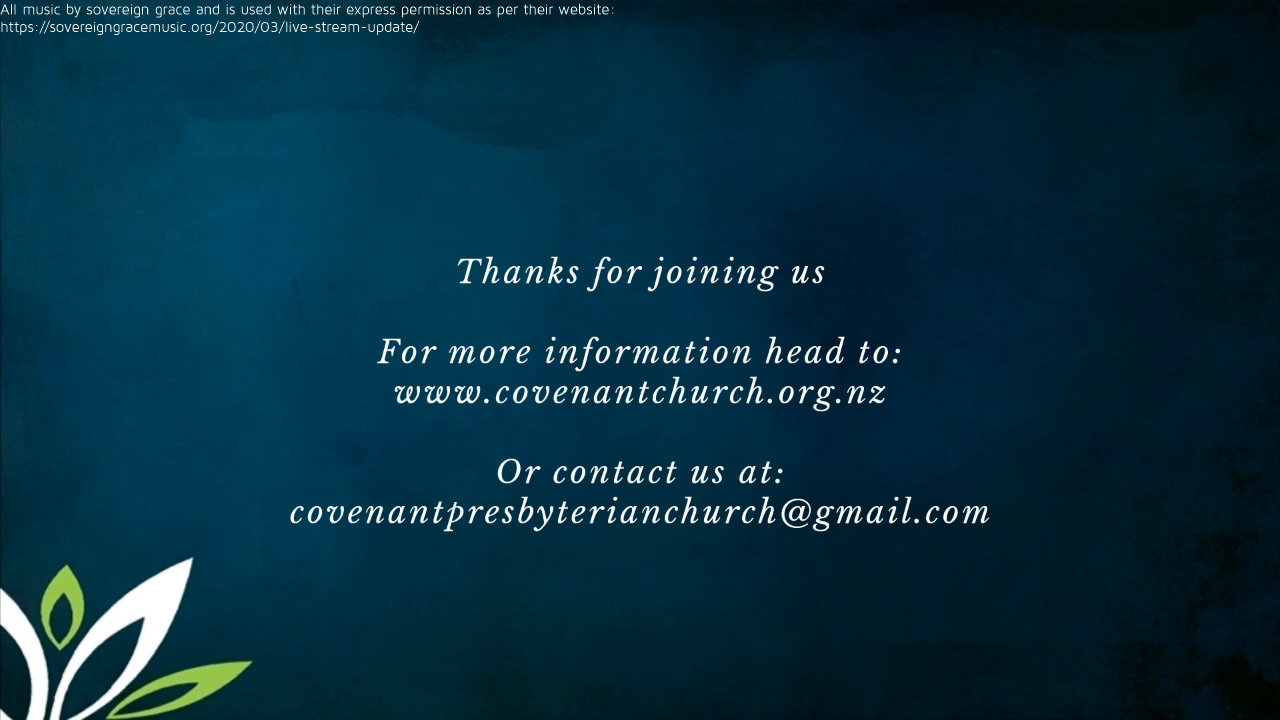 All music by sovereign grace and is used with their express permission as per their website:
https://sovereigngracemusic.org/2020/03/live-stream-update/
Thanks for joining us
For more information head to:
www.covenantchurch.org.nz
Or contact us at:
covenantpresbyterianchurch@gmail.com